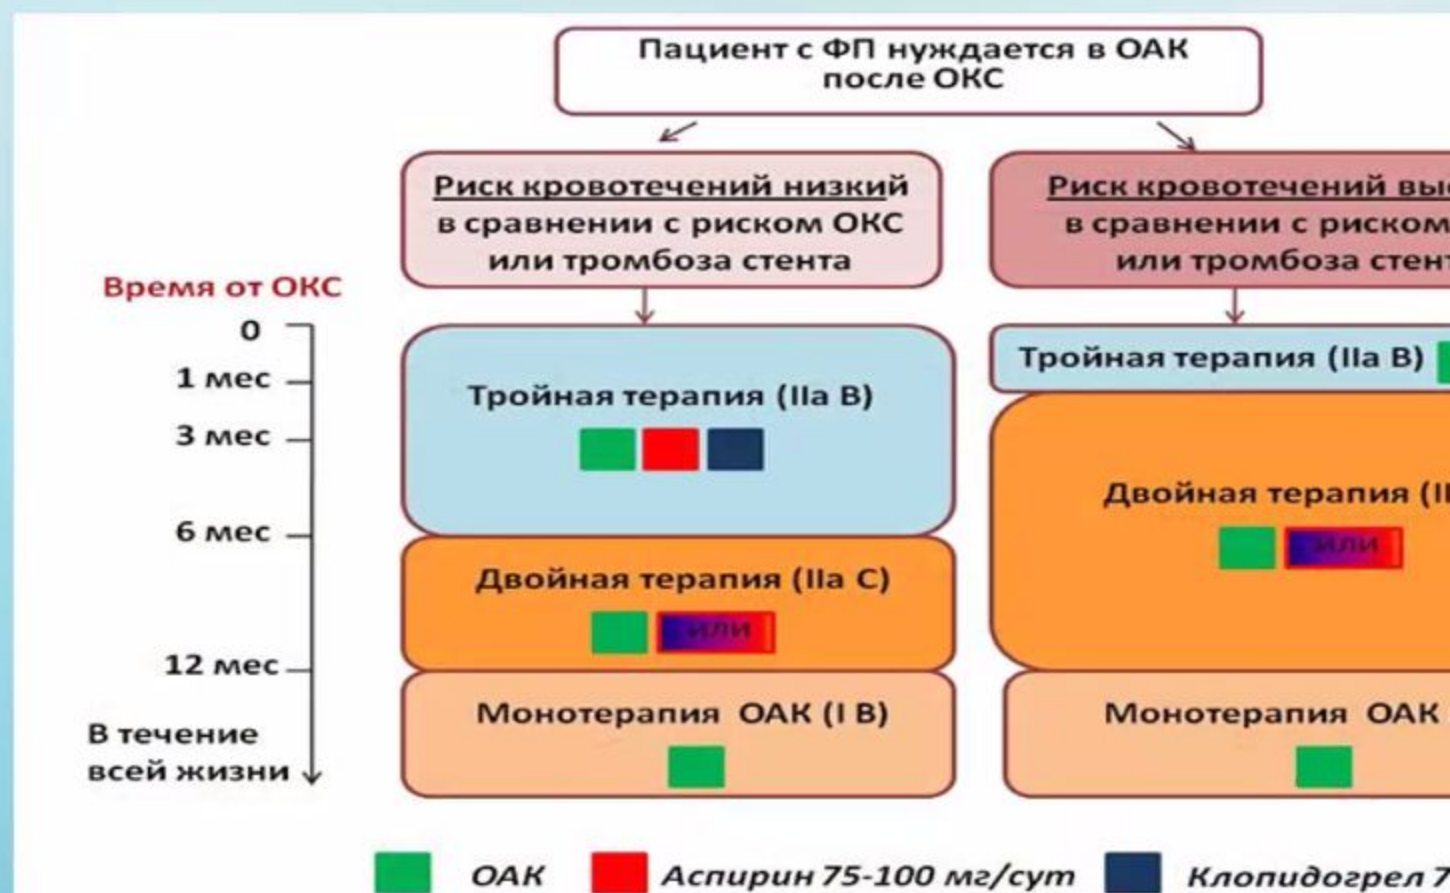 Пациент с ФП нуждается в ОАК
после ОКС
Риск кровотечений низкий
в сравнении с риском ОКС
или тромбоза стента
Риск кровотечений
в сравнении с риском
или тромбоза
Время от ОКС
0
1 мес
3 мес
6 мес
12 мес
В течение
всей жизни
Тройная терапия (IIa B)
Двойная терапия (IIa C)
или
Монотерапия ОАК (I B)
Тройная терапия (IIa B)
Двойная терапия
или
Монотерапия ОАК
ОАК
Аспирин 75-100 мг/сут
Клопидогрел